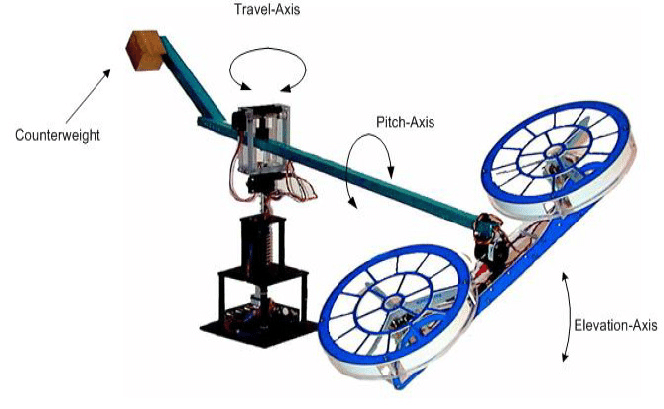 Travel-Axis
Pitch-Axis
Counterweight
Elevation-Axis